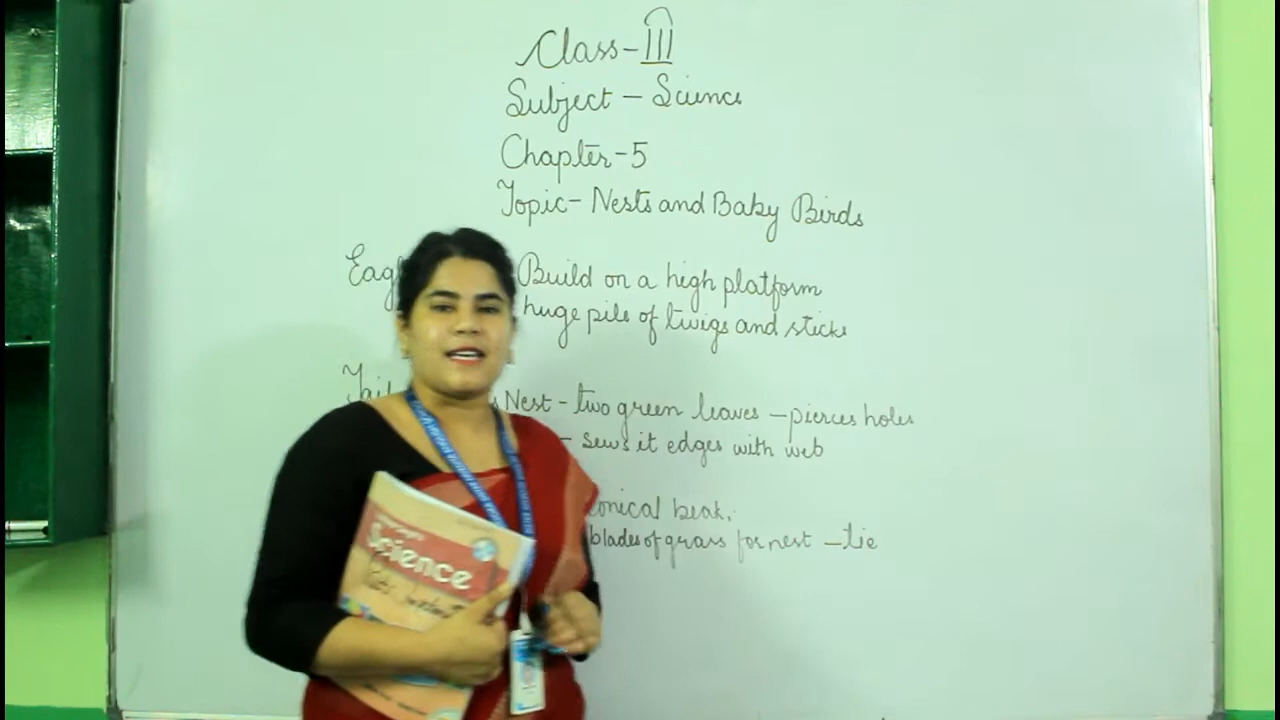 Class - III
Subject - Science
Chapter - 5
Topic - Nests and Baby Birds
Build on a high platform
huge pile of twigs and sticks
Nest - two green leaves - pierces holes
- sews it edges with web
conical beak,
blades of grass for nest - tie
Science